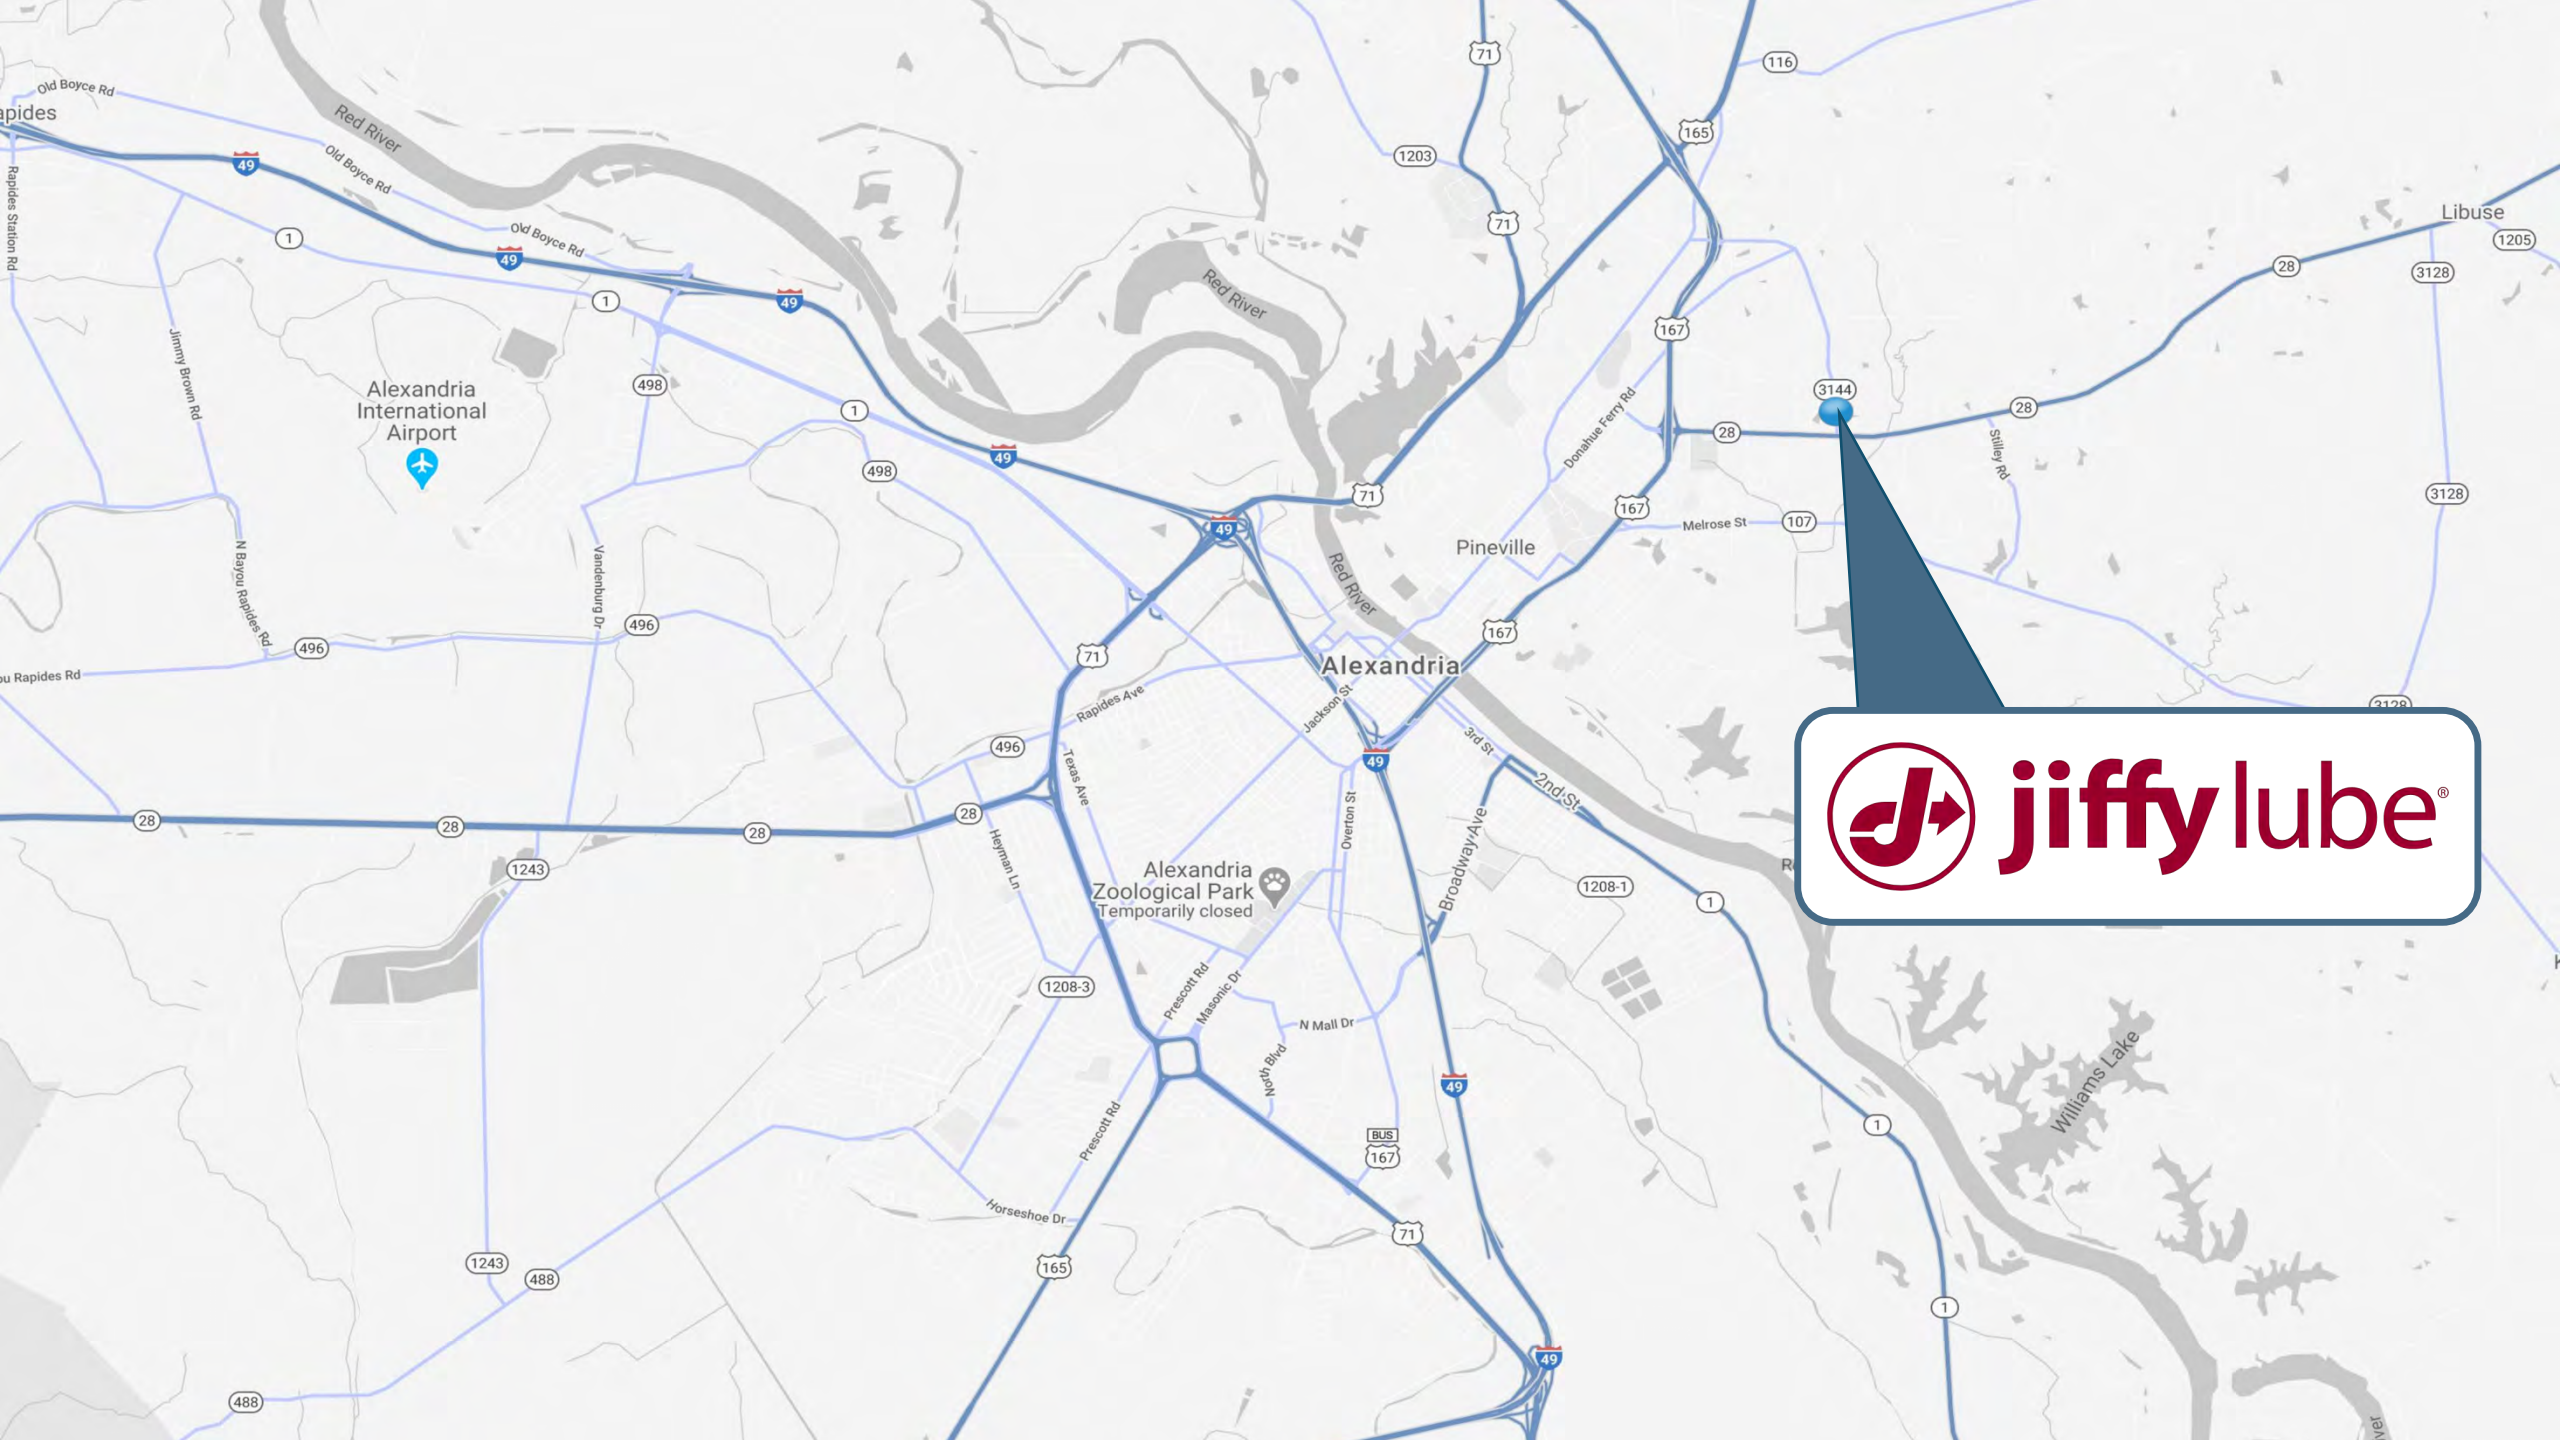 71
116
Old Boyce Rd
apides
Red River
165
1203
49
Old Boyce Rd
Rapides Station Rd
71
Libuse
1205
1
Old Boyce Rd
49
28
3128
Red River
1
49
167
Jimmy Brown Rd
498
Alexandria
International
Airport
3144
1
28
Donahue Ferry Rd
28
Stilley Rd
49
498
71
3128
167
49
Melrose St
107
Pineville
N Bayou Rapides Rd
Vandenburg Dr
Red River
496
167
496
71
Alexandria
ou Rapides Rd
Rapides Ave
Jackson St
3128
496
3rd St
49
Texas Ave
2nd St
jiffy lube®
28
28
28
28
Overton St
Broadway Ave
Heyman Ln
1243
Alexandria
Zoological Park
Temporarily closed
1208-1
1
R
K
1208-3
Prescott Rd
Masonic Dr
N Mall Dr
North Blvd
49
Williams Lake
Prescott Rd
BUS
167
1
Horseshoe Dr
71
1243
488
165
1
49
488
ver